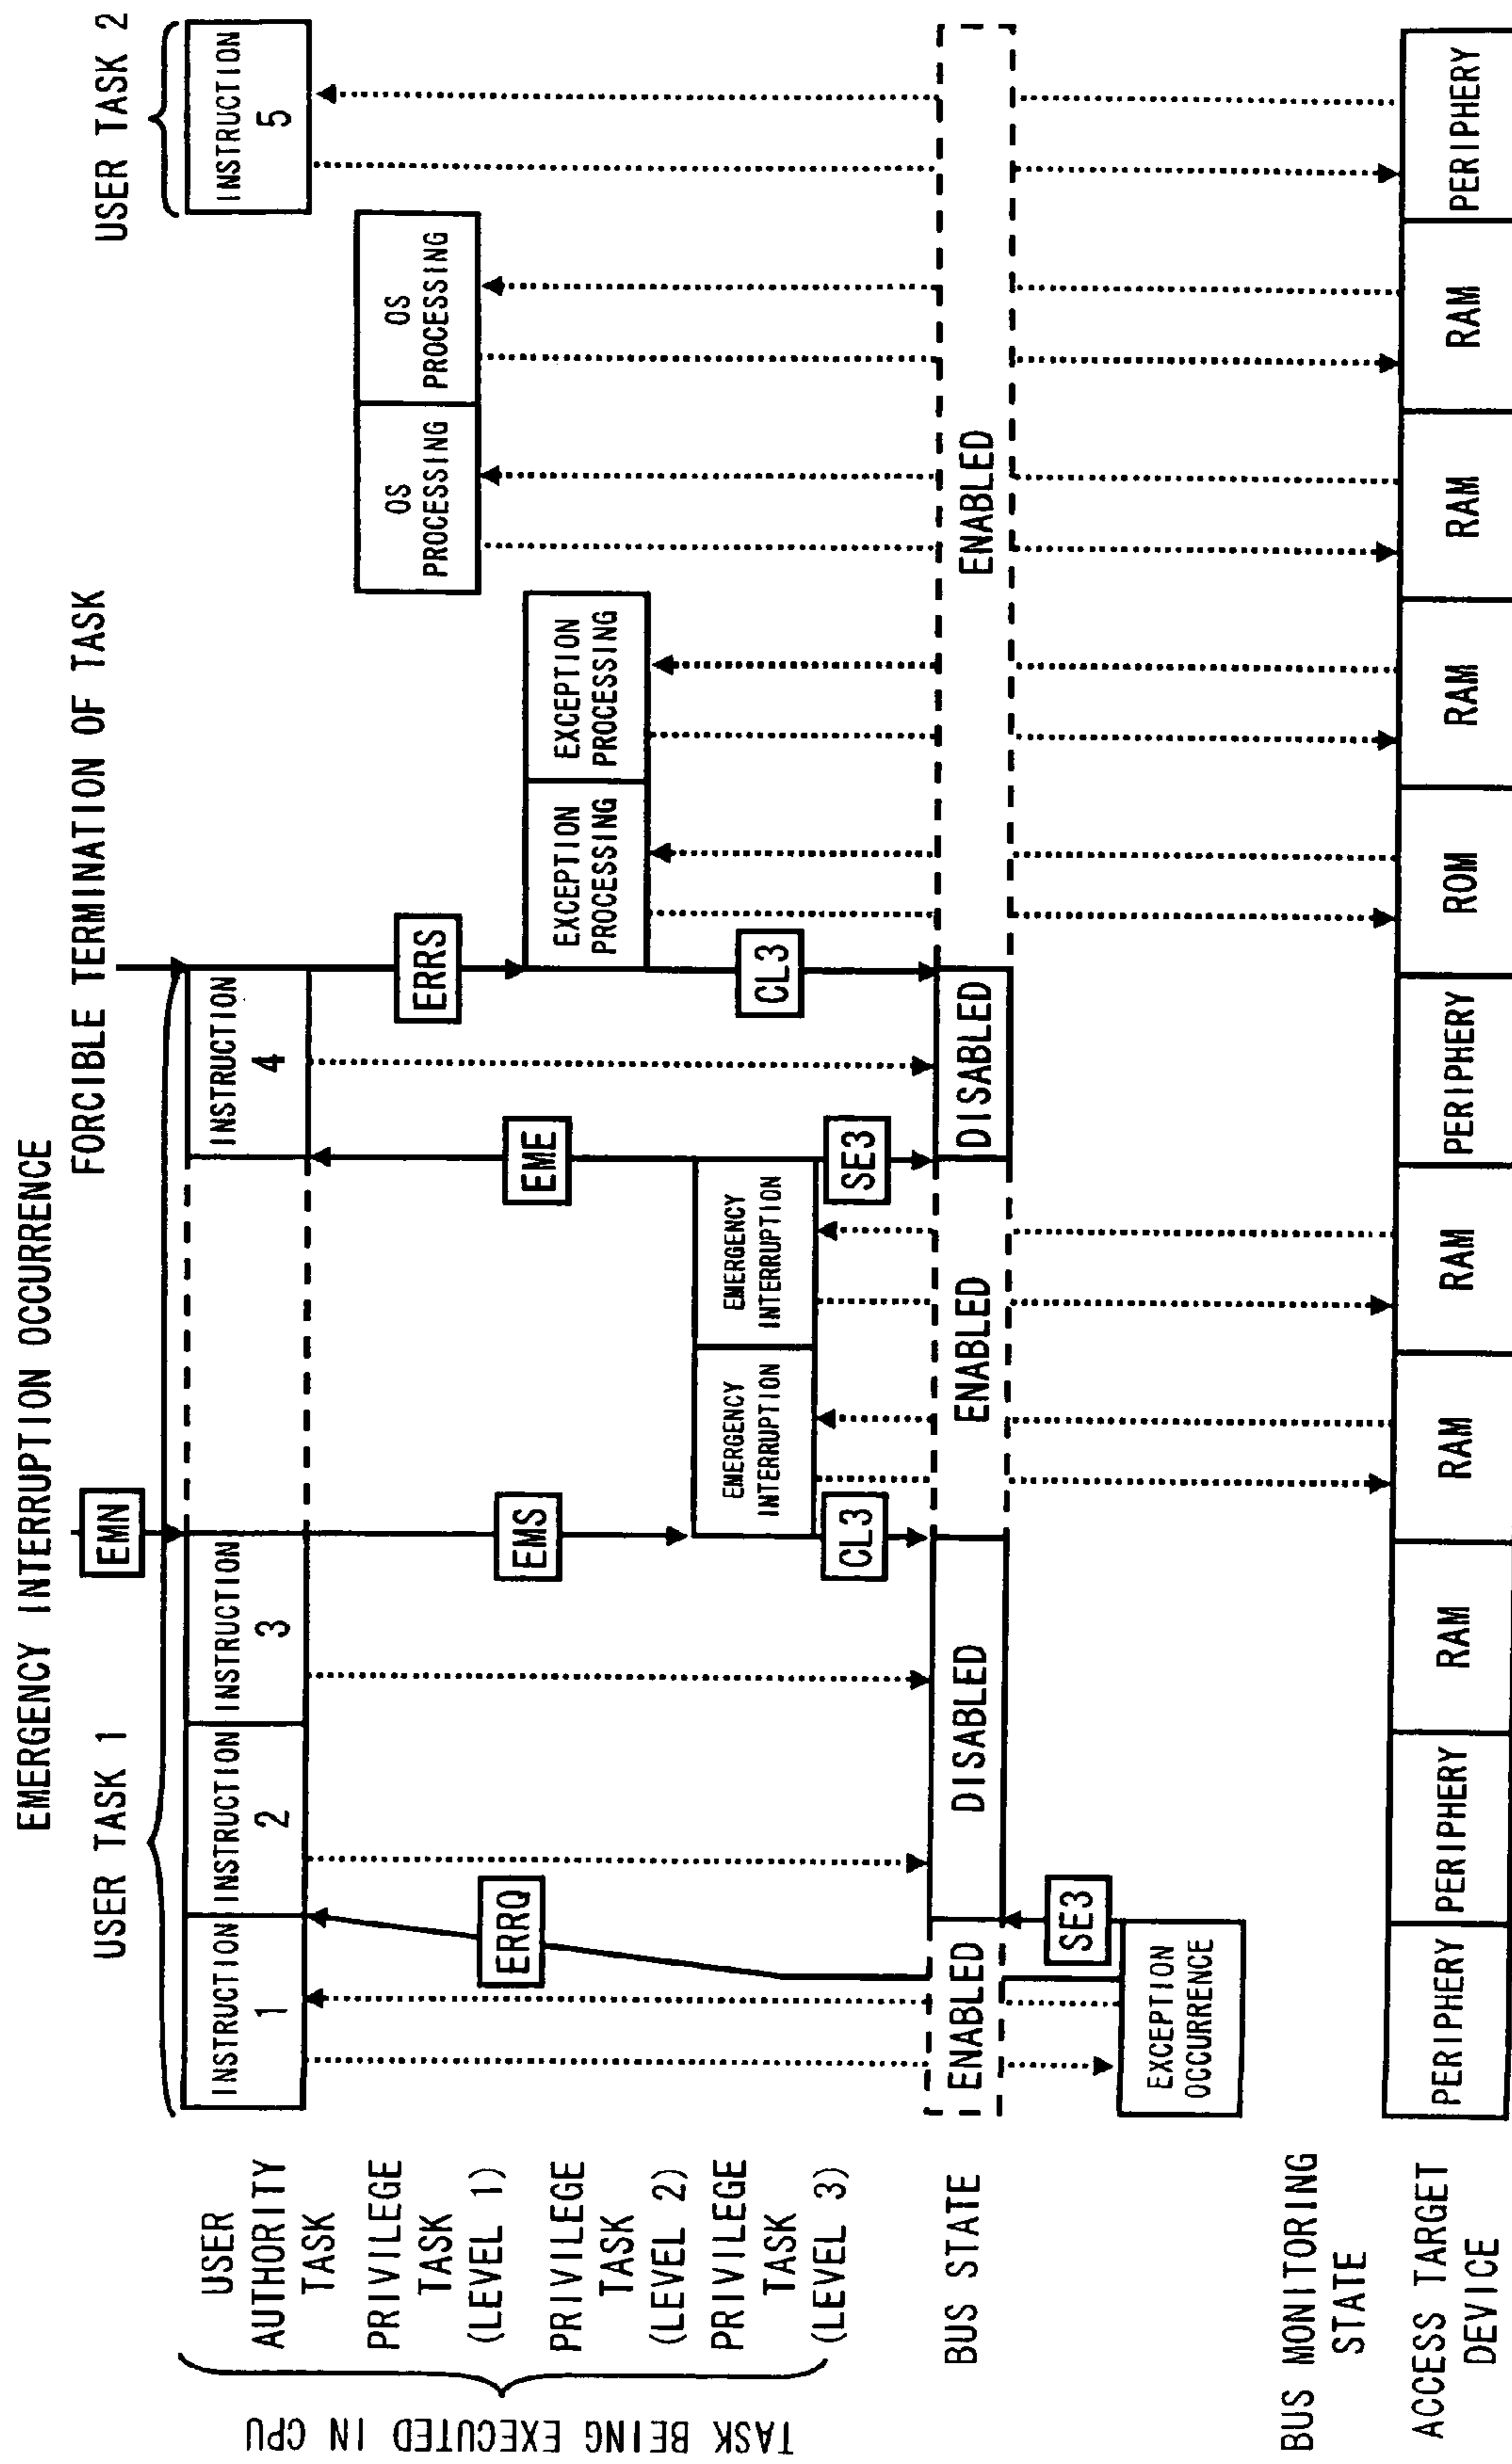 EMERGENCY INTERRUPTION OCCURRENCE
FORCIBLE TERMINATION OF TASK
USER TASK 1
USER TASK 2
EMN
TASK BEING EXECUTED IN CPU
USER
AUTHORITY
TASK
INSTRUCTION
1
INSTRUCTION
2
INSTRUCTION
3
INSTRUCTION
4
INSTRUCTION
5
PRIVILEGE
TASK
(LEVEL 1)
OS
PROCESSING
OS
PROCESSING
ERRQ
EMS
EME
ERRS
PRIVILEGE
TASK
(LEVEL 2)
EXCEPTION
PROCESSING
EXCEPTION
PROCESSING
PRIVILEGE
TASK
(LEVEL 3)
EMERGENCY
INTERRUPTION
EMERGENCY
INTERRUPTION
CL3
SE3
CL3
BUS STATE
ENABLED
DISABLED
ENABLED
DISABLED
ENABLED
SE3
EXCEPTION
OCCURRENCE
BUS MONITORING
STATE
ACCESS TARGET
DEVICE
PERIPHERY
PERIPHERY
RAM
RAM
RAM
PERIPHERY
ROM
RAM
RAM
RAM
PERIPHERY